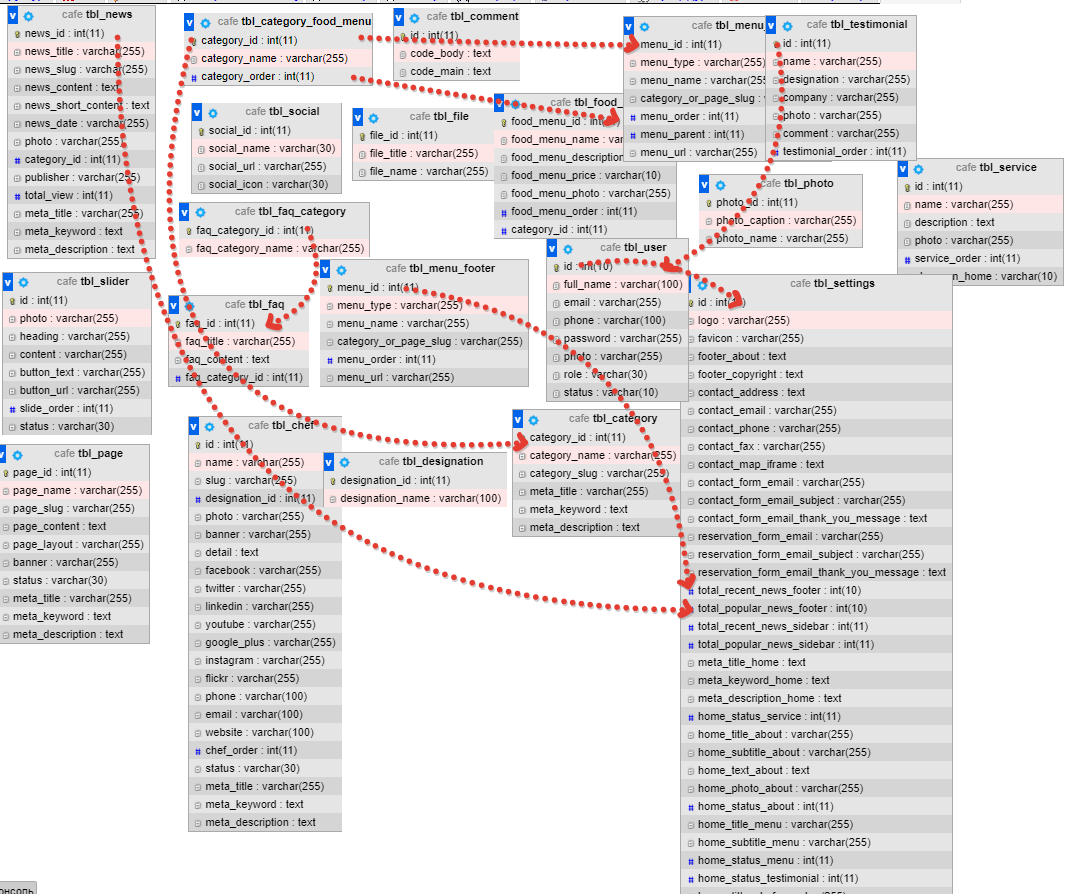 cafe tbl_news
news_id : int(11)
news_title : varchar(255)
news_slug : varchar(255)
news_content : text
news_short_content : text
news_date : varchar(255)
photo : varchar(255)
category_id : int(11)
publisher : varchar(255)
total_view : int(11)
meta_title : varchar(255)
meta_keyword : text
meta_description : text
cafe tbl_category_food_menu
category_id : int(11)
category_name : varchar(255)
category_order : int(11)
cafe tbl_comment
id : int(11)
code_body : text
code_main : text
cafe tbl_menu
menu_id : int(11)
menu_type : varchar(255)
menu_name : varchar(255)
category_or_page_slug :
menu_order : int(11)
menu_parent : int(11)
menu_url : varchar(255)
cafe tbl_testimonial
id : int(11)
name : varchar(255)
designation : varchar(255)
company : varchar(255)
photo : varchar(255)
comment : varchar(255)
testimonial_order : int(11)
cafe tbl_social
social_id : int(11)
social_name : varchar(30)
social_url : varchar(255)
social_icon : varchar(30)
cafe tbl_file
file_id : int(11)
file_title : varchar(255)
file_name : varchar(255)
cafe tbl_food_
food_menu_id : int(11)
food_menu_name : var
food_menu_description
food_menu_price : varchar(10)
food_menu_photo : varchar(255)
food_menu_order : int(11)
category_id : int(11)
cafe tbl_photo
photo_id : int(11)
photo_caption : varchar(255)
photo_name : varchar(255)
cafe tbl_service
id : int(11)
name : varchar(255)
description : text
photo : varchar(255)
service_order : int(11)
n_home : varchar(10)
cafe tbl_faq_category
faq_category_id : int(11)
faq_category_name : varchar(255)
cafe tbl_slider
id : int(11)
photo : varchar(255)
heading : varchar(255)
content : varchar(255)
button_text : varchar(255)
button_url : varchar(255)
slide_order : int(11)
status : varchar(30)
cafe tbl_faq
faq_id : int(11)
faq_title : varchar(255)
faq_content : text
faq_category_id : int(11)
cafe tbl_menu_footer
menu_id : int(11)
menu_type : varchar(255)
menu_name : varchar(255)
category_or_page_slug : varchar(255)
menu_order : int(11)
menu_url : varchar(255)
cafe tbl_user
id : int(10)
full_name : varchar(100)
email : varchar(255)
phone : varchar(100)
password : varchar(255)
photo : varchar(255)
role : varchar(30)
status : varchar(10)
cafe tbl_settings
id : int(11)
logo : varchar(255)
favicon : varchar(255)
footer_about : text
footer_copyright : text
contact_address : text
contact_email : varchar(255)
contact_phone : varchar(255)
contact_fax : varchar(255)
contact_map_iframe : text
contact_form_email : varchar(255)
contact_form_email_subject : varchar(255)
contact_form_email_thank_you_message : text
reservation_form_email : varchar(255)
reservation_form_email_subject : varchar(255)
reservation_form_email_thank_you_message : text
total_recent_news_footer : int(10)
total_popular_news_footer : int(10)
total_recent_news_sidebar : int(11)
total_popular_news_sidebar : int(11)
meta_title_home : text
meta_keyword_home : text
meta_description_home : text
home_status_service : int(11)
home_title_about : varchar(255)
home_subtitle_about : varchar(255)
home_text_about : text
home_photo_about : varchar(255)
home_status_about : int(11)
home_title_menu : varchar(255)
home_subtitle_menu : varchar(255)
home_status_menu : int(11)
home_status_testimonial : int(11)
cafe tbl_page
page_id : int(11)
page_name : varchar(255)
page_slug : varchar(255)
page_content : text
page_layout : varchar(255)
banner : varchar(255)
status : varchar(30)
meta_title : varchar(255)
meta_keyword : text
meta_description : text
cafe tbl_chef
id : int(11)
name : varchar(255)
slug : varchar(255)
designation_id : int(11)
photo : varchar(255)
banner : varchar(255)
detail : text
facebook : varchar(255)
twitter : varchar(255)
linkedin : varchar(255)
youtube : varchar(255)
google_plus : varchar(255)
instagram : varchar(255)
flickr : varchar(255)
phone : varchar(100)
email : varchar(100)
website : varchar(100)
chef_order : int(11)
status : varchar(30)
meta_title : varchar(255)
meta_keyword : text
meta_description : text
cafe tbl_designation
designation_id : int(11)
designation_name : varchar(100)
cafe tbl_category
category_id : int(11)
category_name : varchar(255)
category_slug : varchar(255)
meta_title : varchar(255)
meta_keyword : text
meta_description : text
онсоль